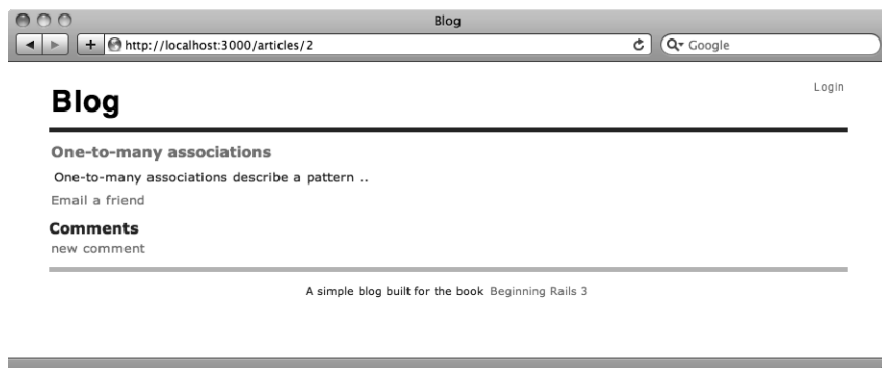 Blog
http://localhost:3000/articles/2
Google
Login
Blog
One-to-many associations
One-to-many associations describe a pattern ..
Email a friend
Comments
new comment
A simple blog built for the book Beginning Rails 3